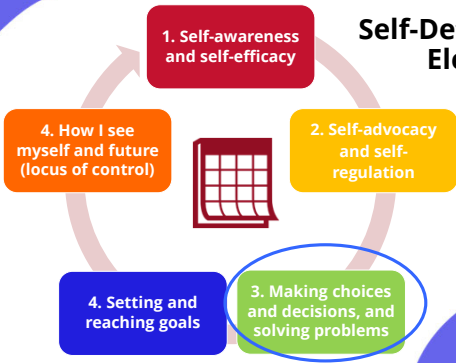 1. Self-awareness
and self-efficacy
Self-De
Ele
2. Self-advocacy
and self-
regulation
3. Making choices
and decisions, and
solving problems
4. Setting and
reaching goals
4. How I see
myself and future
(locus of control)